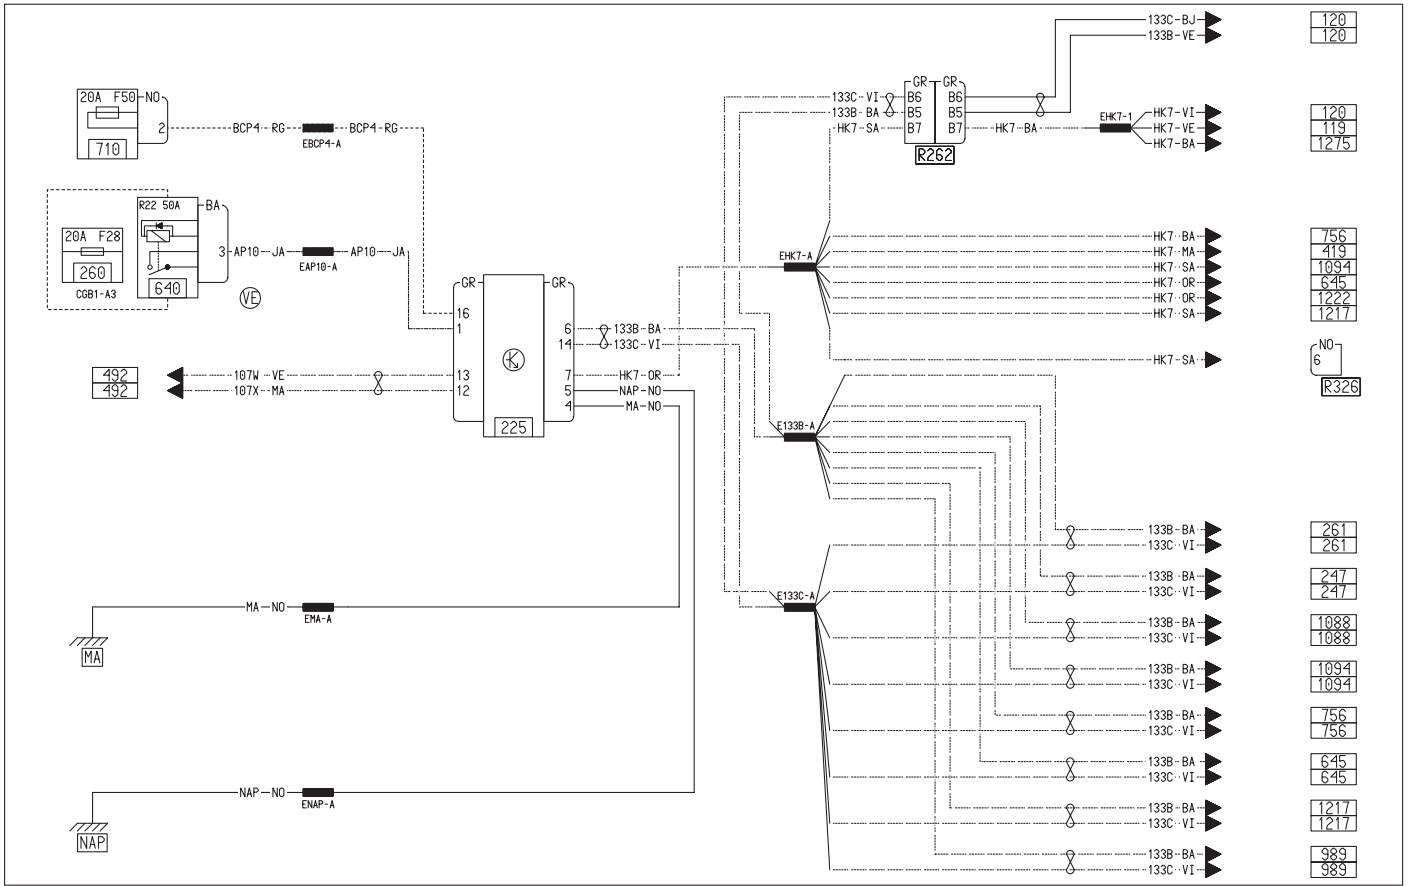 133C-BJ 120
133B-VE 120
GR GR
20A F50 NO
133C-VI B6 B6
133B-BA B5 B5
EHK7-1 HK7-VI 120
2 BCP4 RG BCP4 RG
HK7-SA B7 B7 HK7-BA HK7-VE 119
EBCP4-A
HK7-BA 1275
710
R262
R22 50A BA
20A F28
HK7 BA 756
3 AP10 JA AP10 JA
EHK7-A HK7 MA 419
EAP10-A
HK7 SA 1094
260
HK7 OR 645
640
GR GR
CGB1-A3
VE
HK7 OR 1222
16
HK7 SA 1217
1 6 133B-BA
14 133C-VI
NO
HK7 SA 6
492 107W VE 13 7 HK7 OR
492 107X MA 12 5 NAP-NO
R326
4 MA-NO
225
E133B-A
133B-BA 261
133C VI 261
133B BA 247
133C VI 247
E133C-A
MA-NO
EMA-A
133B-BA 1088
133C VI 1088
MA
133B-BA 1094
133C VI 1094
133B-BA 756
133C VI 756
133B-BA 645
133C VI 645
NAP-NO
ENAP-A
133B-BA 1217
133C VI 1217
NAP
133B-BA 989
133C VI 989